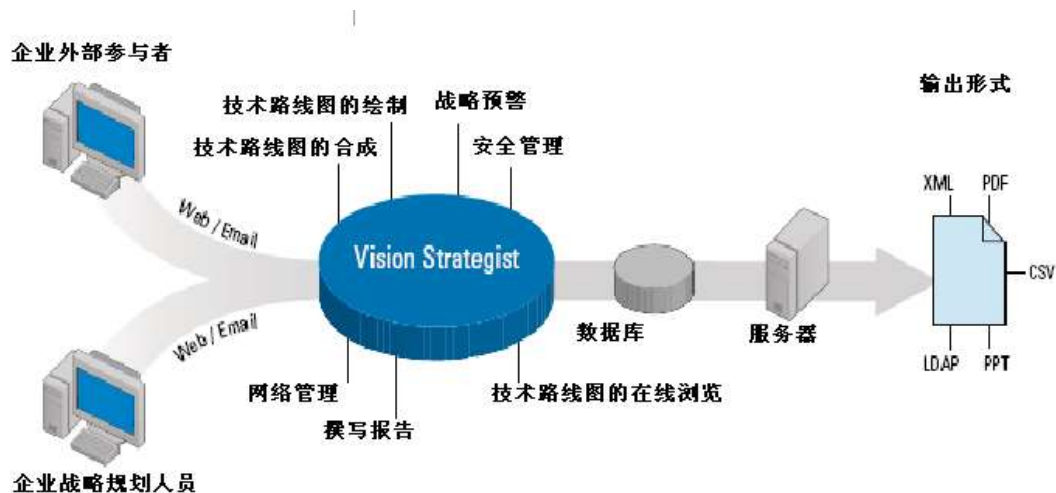 企业外部参与者
技术路线图的绘制
战略预警
输出形式
技术路线图的合成
安全管理
XML
PDF
Web / Email
Vision Strategist
CSV
Web / Email
数据库
服务器
LDAP
PPT
网络管理
技术路线图的在线浏览
撰写报告
企业战略规划人员